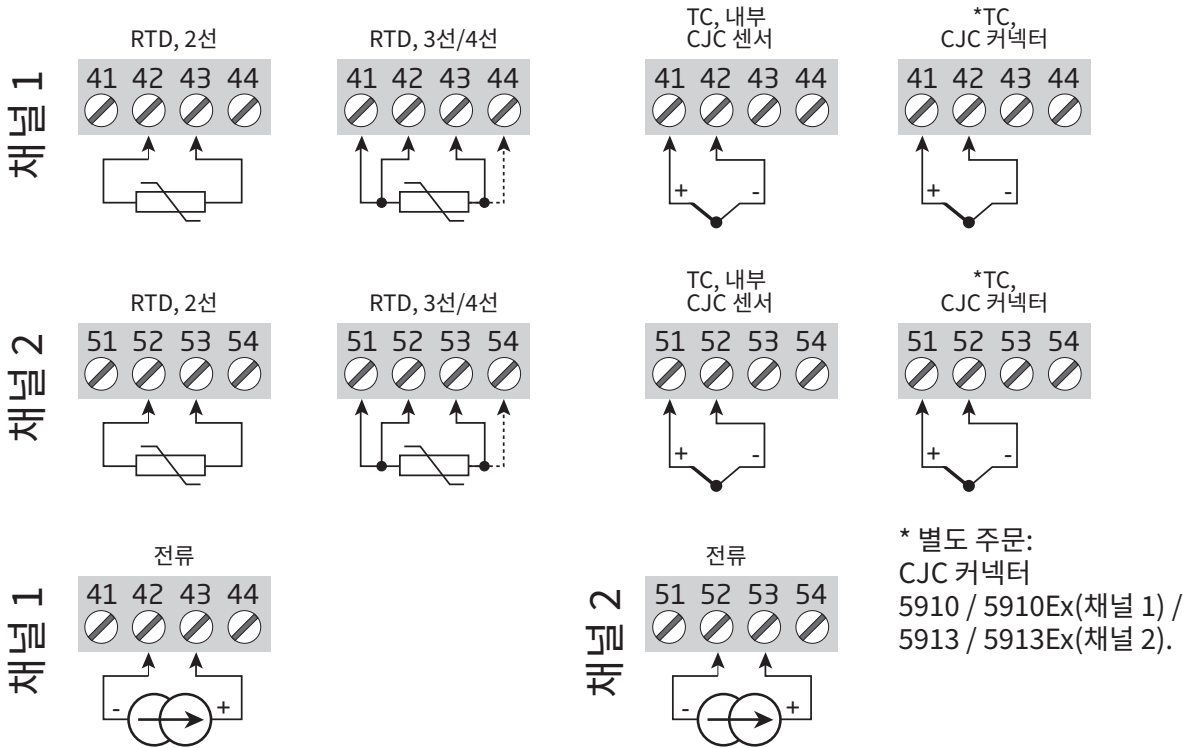 채널 1
RTD, 2선
41 42 43 44
RTD, 3선/4선
41 42 43 44
TC, 내부
CJC 센서
41 42 43 44
+ -
*TC,
CJC 커넥터
41 42 43 44
+ -
채널 2
RTD, 2선
51 52 53 54
RTD, 3선/4선
51 52 53 54
TC, 내부
CJC 센서
51 52 53 54
+ -
*TC,
CJC 커넥터
51 52 53 54
+ -
채널 1
전류
41 42 43 44
- +
채널 2
전류
51 52 53 54
- +
* 별도 주문:
CJC 커넥터
5910 / 5910Ex(채널 1) /
5913 / 5913Ex(채널 2).